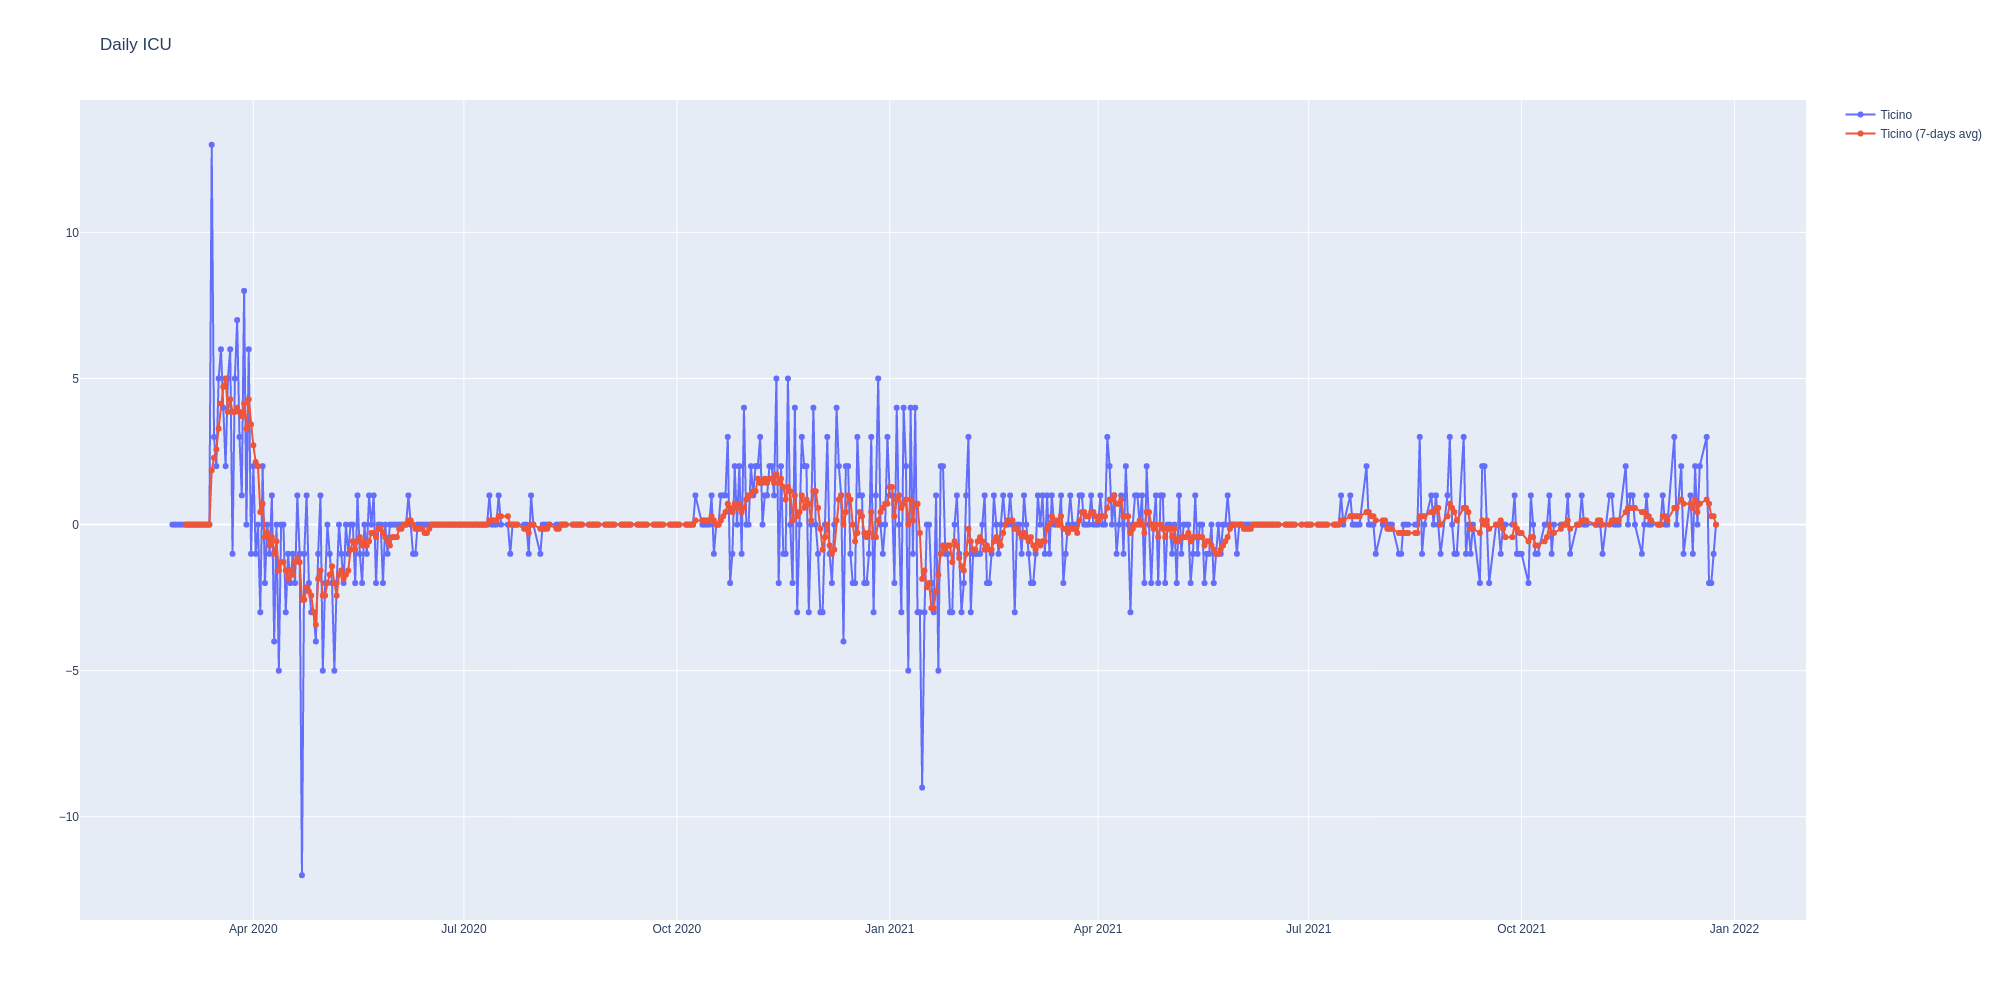 Daily ICU
Ticino
Ticino (7-days avg)
10
5
0
−5
−10
Apr 2020
Jul 2020
Oct 2020
Jan 2021
Apr 2021
Jul 2021
Oct 2021
Jan 2022